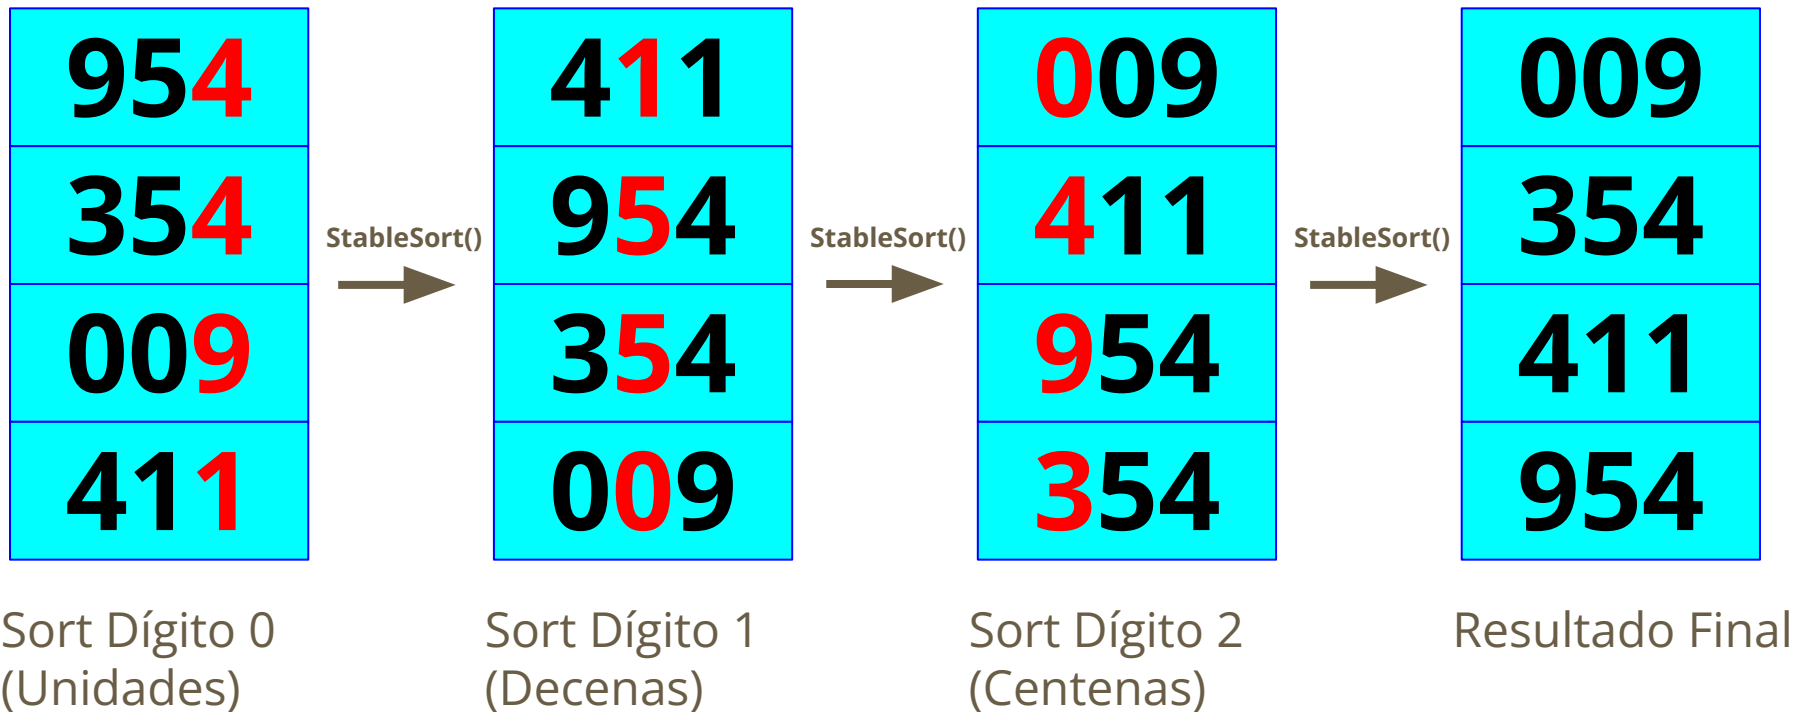 954
354
009
411
Sort Dígito 0
(Unidades)
StableSort()
411
954
354
009
Sort Dígito 1
(Decenas)
StableSort()
009
411
954
354
Sort Dígito 2
(Centenas)
StableSort()
009
354
411
954
Resultado Final